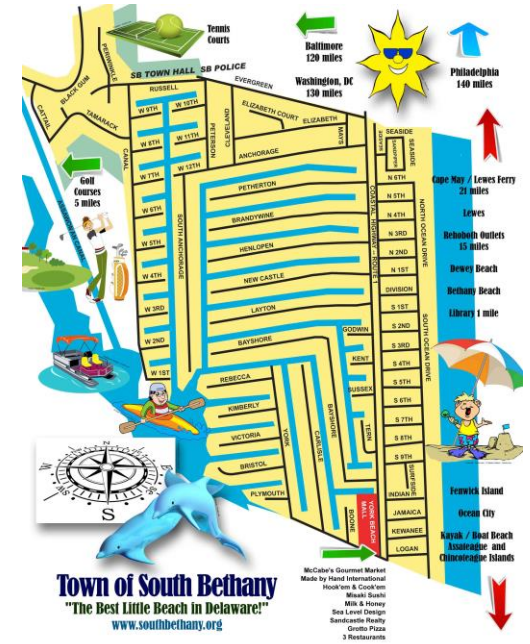 Tennis
Courts
Baltimore
120 miles
Washington, DC
130 miles
Philadelphia
140 miles
SB TOWN HALL SB POLICE
PERIWINKLE
BLACK GUM
CATTAIL
TAMARACK
RUSSELL
EVERGREEN
W 9TH
W 10TH
W 8TH
W 11TH
W 7TH
W 12TH
W 6TH
W 5TH
W 4TH
W 3RD
W 2ND
W 1ST
CANAL
SOUTH ANCHORAGE
PETERSON
CLEVELAND
ELIZABETH COURT
ELIZABETH
MAYS
ANCHORAGE
PETHERTON
BRANDYWINE
HENLOPEN
NEW CASTLE
LAYTON
BAYSHORE
REBECCA
KIMBERLY
VICTORIA
BRISTOL
PLYMOUTH
YORK
CARLISLE
BAYSHORE
GODWIN
KENT
SUSSEX
TERN
BOONE
YORK BEACH
MALL
COASTAL HIGHWAY - ROUTE 1
SEASIDE
SEASIDE
N 6TH
N 5TH
N 4TH
N 3RD
N 2ND
N 1ST
DIVISION
S 1ST
S 2ND
S 3RD
S 4TH
S 5TH
S 6TH
S 7TH
S 8TH
S 9TH
SURFSIDE
INDIAN
JAMAICA
KEWANEE
LOGAN
NORTH OCEAN DRIVE
SOUTH OCEAN DRIVE
Golf
Courses
5 miles
Cape May / Lewes Ferry
21 miles
Lewes
Rehoboth Outlets
15 miles
Dewey Beach
Bethany Beach
Library 1 mile
Fenwick Island
Ocean City
Kayak / Boat Beach
Assateague and
Chincoteague Islands
N
E
S
W
McCabe's Gourmet Market
Made by Hand International
Hook'em & Cook'em
Misaki Sushi
Milk & Honey
Sea Level Design
Sandcastle Realty
Grotto Pizza
3 Restaurants
Town of South Bethany
"The Best Little Beach in Delaware!"
www.southbethany.org